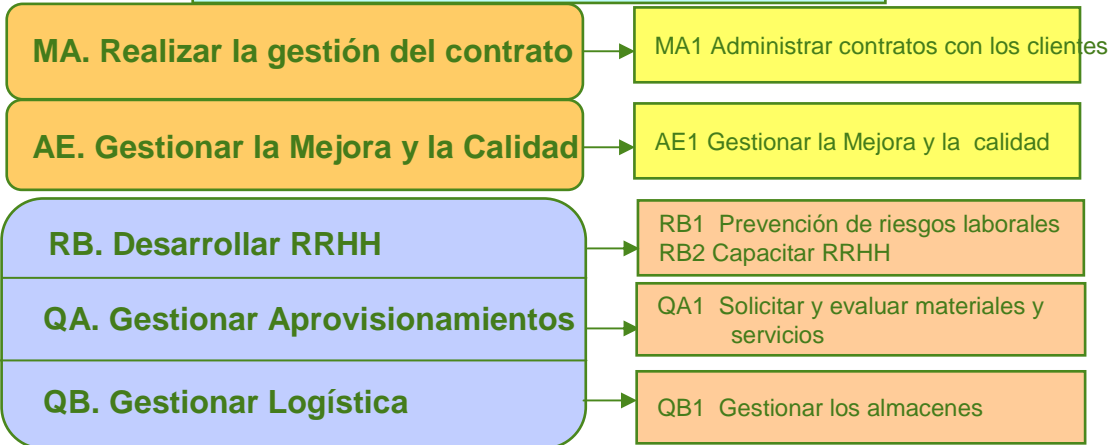 MA. Realizar la gestión del contrato
MA1 Administrar contratos con los clientes
AE. Gestionar la Mejora y la Calidad
AE1 Gestionar la Mejora y la calidad
RB. Desarrollar RRHH
RB1 Prevención de riesgos laborales
RB2 Capacitar RRHH
QA. Gestionar Aprovisionamientos
QA1 Solicitar y evaluar materiales y
servicios
QB. Gestionar Logística
QB1 Gestionar los almacenes